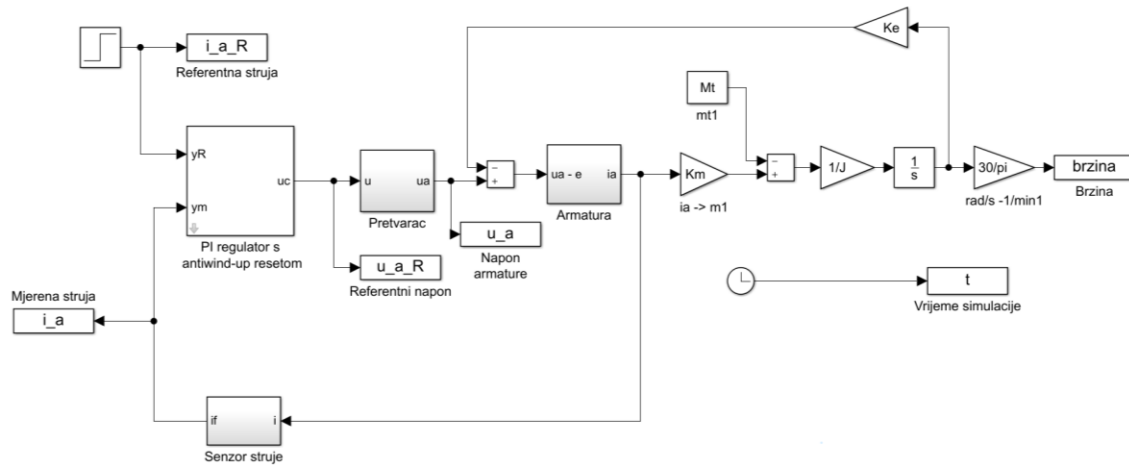 i_a_R
Referentna struja
yR
ym
uc
PI regulator s
antiwind-up resetom
u
ua
Pretvarac
u_a_R
Referentni napon
u_a
Napon
armature
−
+
ua - e
ia
Armatura
Ke
Km
ia -> m1
Mt
mt1
−
+
1/J
1
s
30/pi
rad/s -1/min1
brzina
Brzina
t
Vrijeme simulacije
Mjerena struja
i_a
if
i
Senzor struje